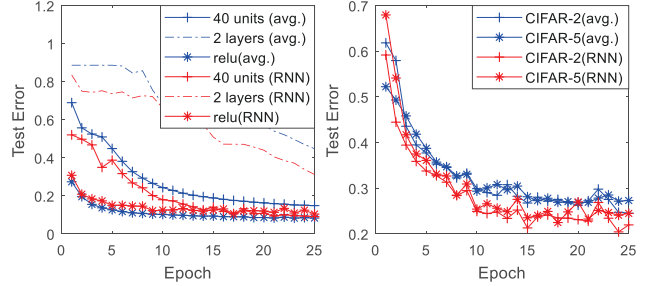 1.2
1
0.8
0.6
0.4
0.2
0
Test Error
0 5 10 15 20 25
Epoch
40 units (avg.)
2 layers (avg.)
relu(avg.)
40 units (RNN)
2 layers (RNN)
relu(RNN)
0.7
0.6
0.5
0.4
0.3
0.2
Test Error
0 5 10 15 20 25
Epoch
CIFAR-2(avg.)
CIFAR-5(avg.)
CIFAR-2(RNN)
CIFAR-5(RNN)